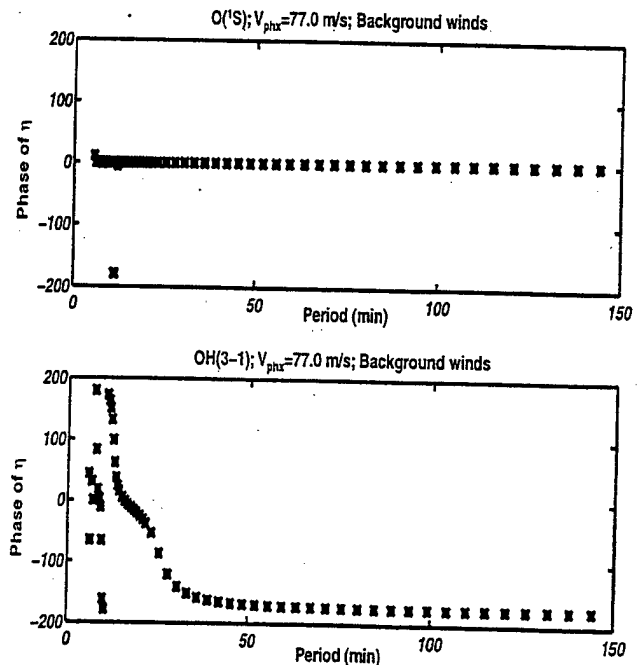 O(¹S); Vphx=77.0 m/s; Background winds
200
100
0
−100
−200
Phase of η
0 50 100 150
Period (min)
OH(3−1); Vphx=77.0 m/s; Background winds
200
100
0
−100
−200
Phase of η
0 50 100 150
Period (min)